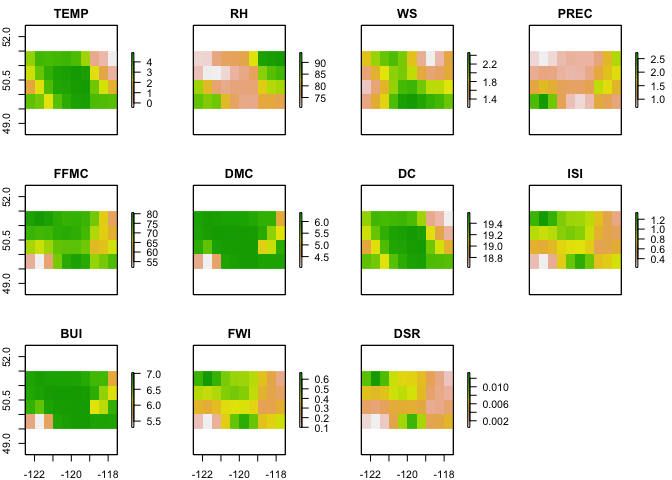 TEMP RH WS PREC
52.0 50.5 49.0
4 3 2 1 0
90 85 80 75
2.2 1.8 1.4
2.5 2.0 1.5 1.0
FFMC DMC DC ISI
52.0 50.5 49.0
80 75 70 65 60 55
6.0 5.5 5.0 4.5
19.4 19.2 19.0 18.8
1.2 1.0 0.8 0.6 0.4
BUI FWI DSR
52.0 50.5 49.0
7.0 6.5 6.0 5.5
0.6 0.5 0.4 0.3 0.2 0.1
0.010 0.006 0.002
-122 -120 -118
-122 -120 -118
-122 -120 -118